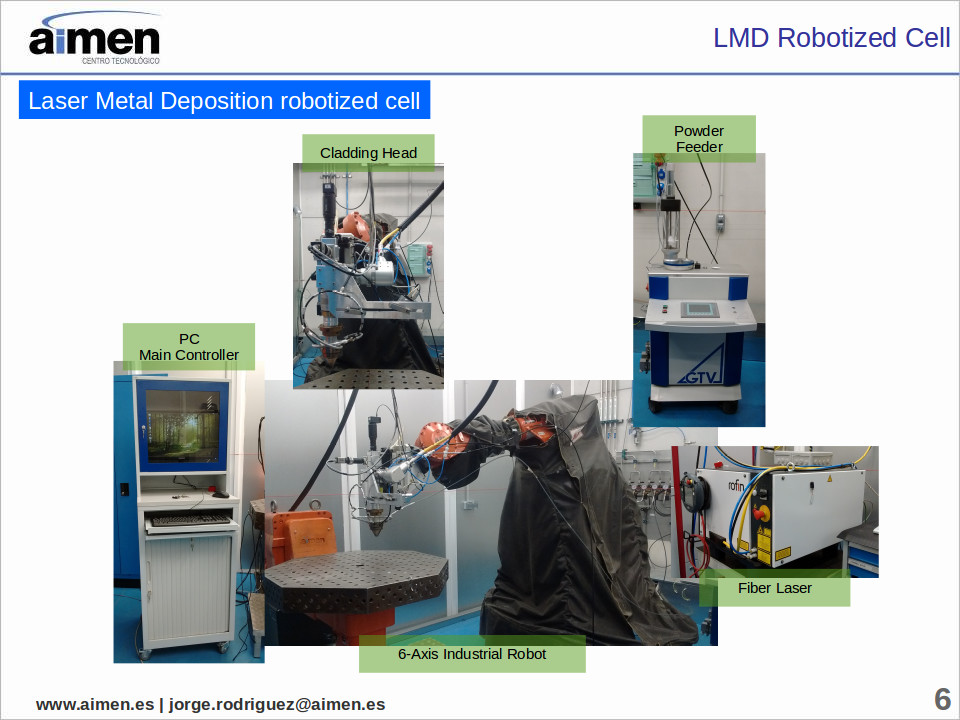 aimen
CENTRO TECNOLÓGICO
LMD Robotized Cell
Laser Metal Deposition robotized cell
Cladding Head
Powder
Feeder
PC
Main Controller
GTV
rofin
Fiber Laser
6-Axis Industrial Robot
www.aimen.es | jorge.rodriguez@aimen.es
6